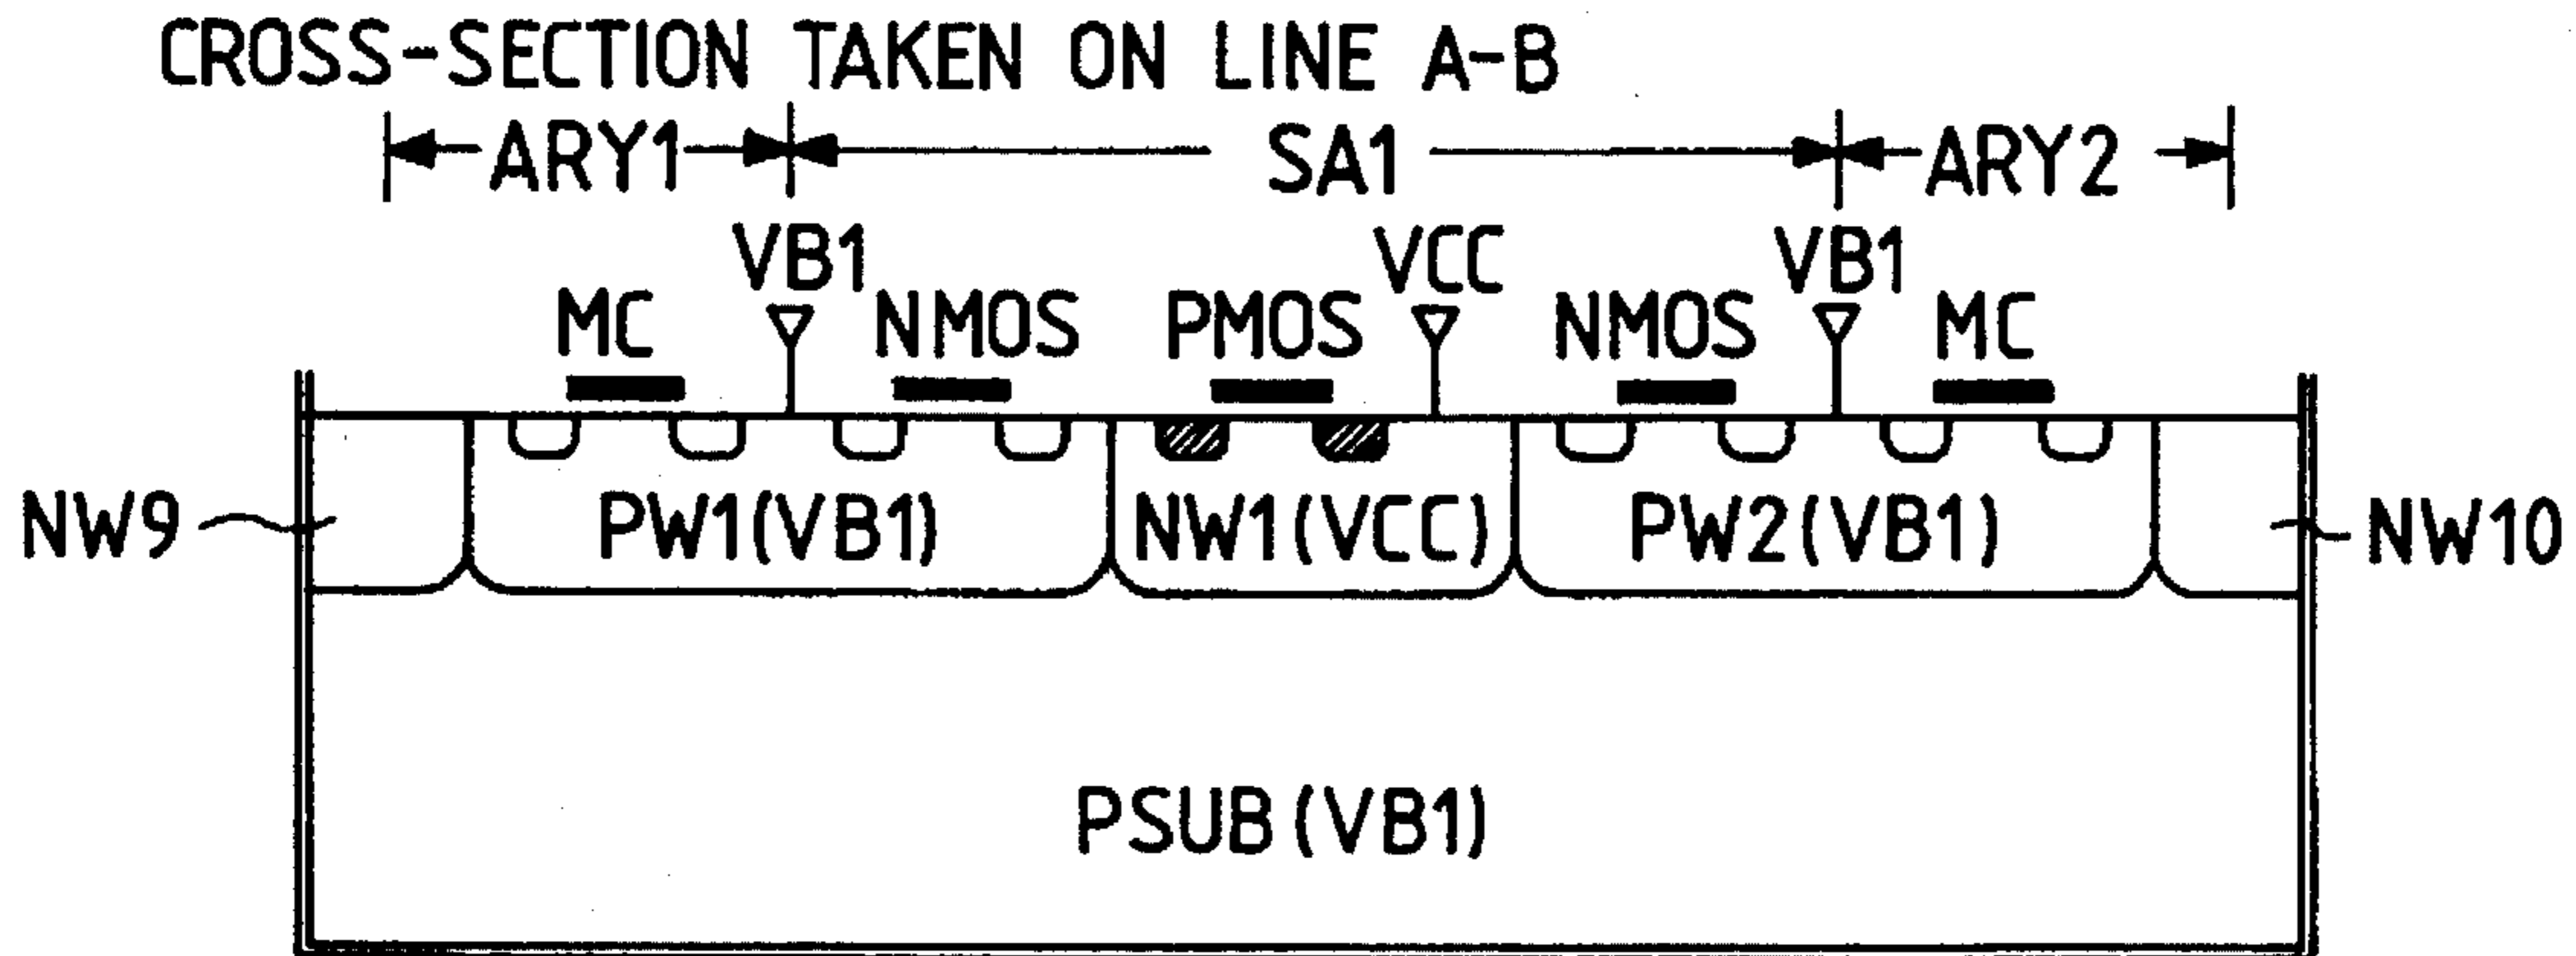 CROSS-SECTION TAKEN ON LINE A-B
ARY1 SA1 ARY2
VB1 VCC VB1
MC NMOS PMOS NMOS MC
NW9 PW1(VB1) NW1(VCC) PW2(VB1) NW10
PSUB(VB1)